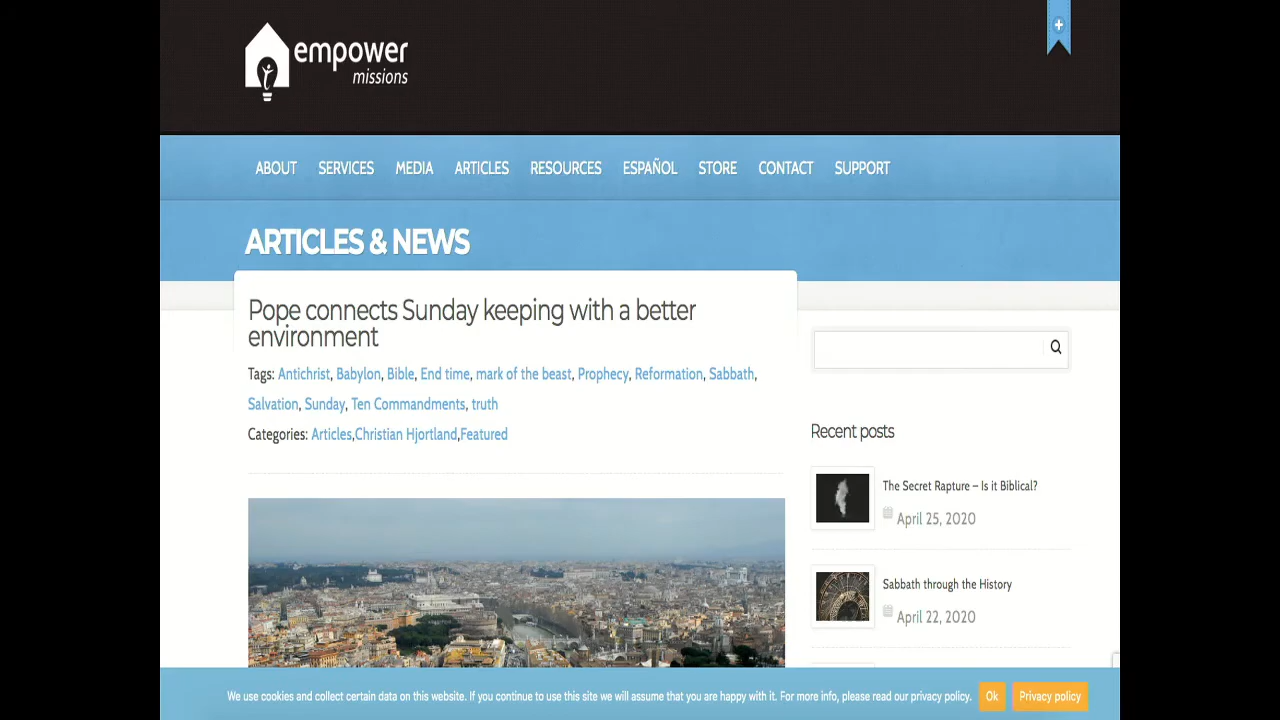 empower
missions
ABOUT SERVICES MEDIA ARTICLES RESOURCES ESPAÑOL STORE CONTACT SUPPORT
ARTICLES & NEWS
Pope connects Sunday keeping with a better
environment
Tags: Antichrist, Babylon, Bible, End time, mark of the beast, Prophecy, Reformation, Sabbath,
Salvation, Sunday, Ten Commandments, truth
Categories: Articles,Christian Hjortland,Featured
Recent posts
The Secret Rapture – Is it Biblical?
April 25, 2020
Sabbath through the History
April 22, 2020
We use cookies and collect certain data on this website. If you continue to use this site we will assume that you are happy with it. For more info, please read our privacy policy. Ok Privacy policy